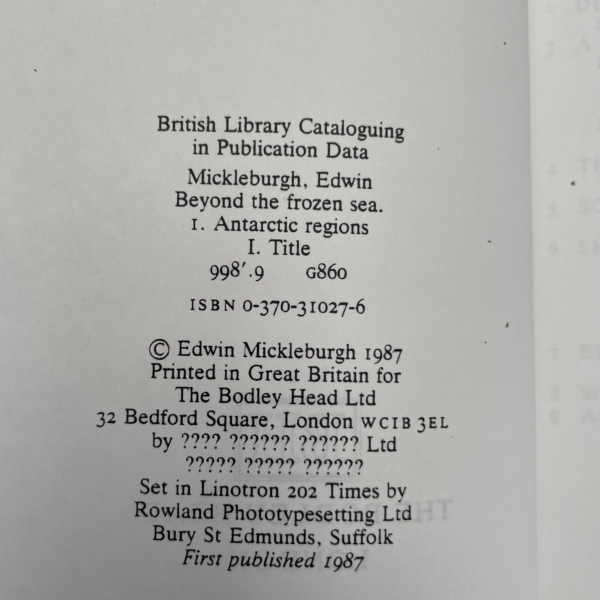 British Library Cataloguing
in Publication Data
Mickleburgh, Edwin
Beyond the frozen sea.
1. Antarctic regions
I. Title
998'.9 G860
ISBN 0-370-31027-6
© Edwin Mickleburgh 1987
Printed in Great Britain for
The Bodley Head Ltd
32 Bedford Square, London WC1B 3EL
by ???? ?????? ?????? Ltd
????? ????? ??????
Set in Linotron 202 Times by
Rowland Phototypesetting Ltd
Bury St Edmunds, Suffolk
First published 1987